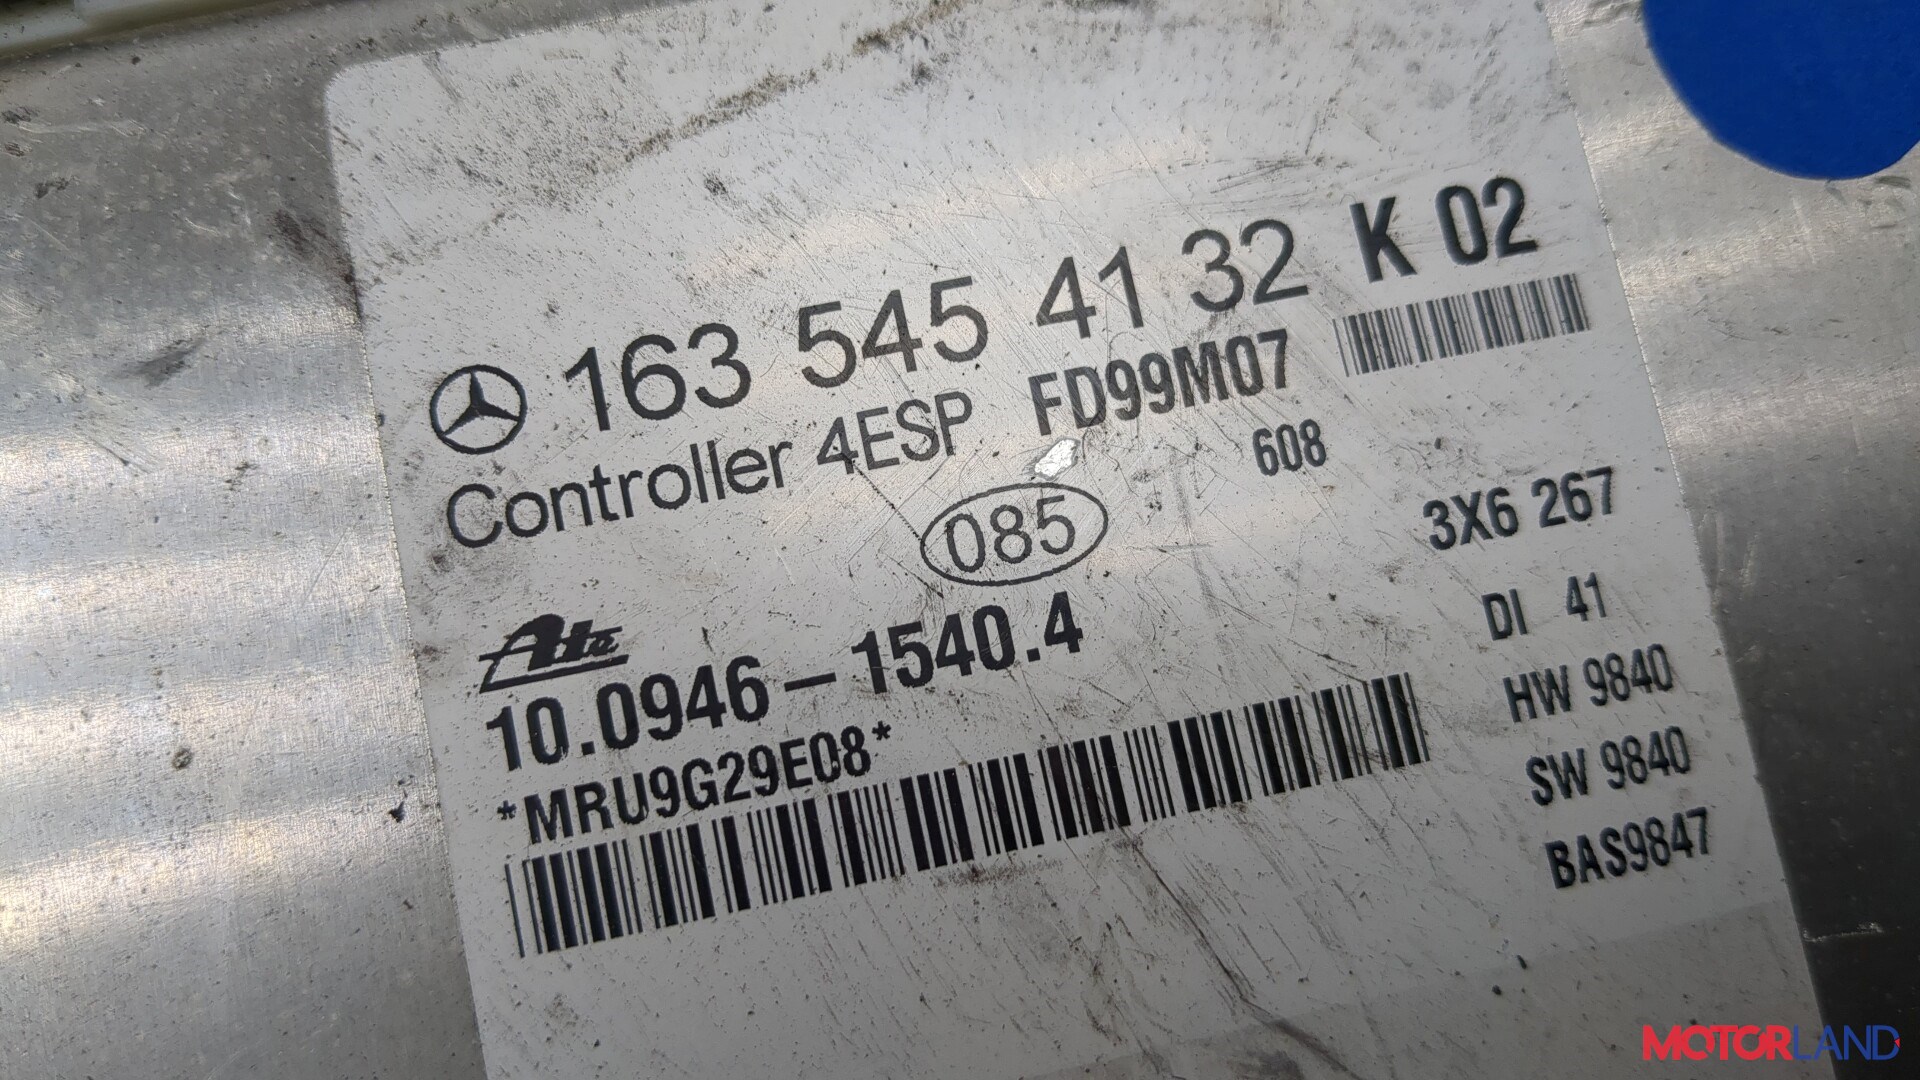 163 545 41 32 K 02
Controller 4ESP FD99M07
608
085
3X6 267
Ate
10.0946-1540.4
DI 41
*MRU9G29E08*
HW 9840
SW 9840
BAS9847
MOTORLAND